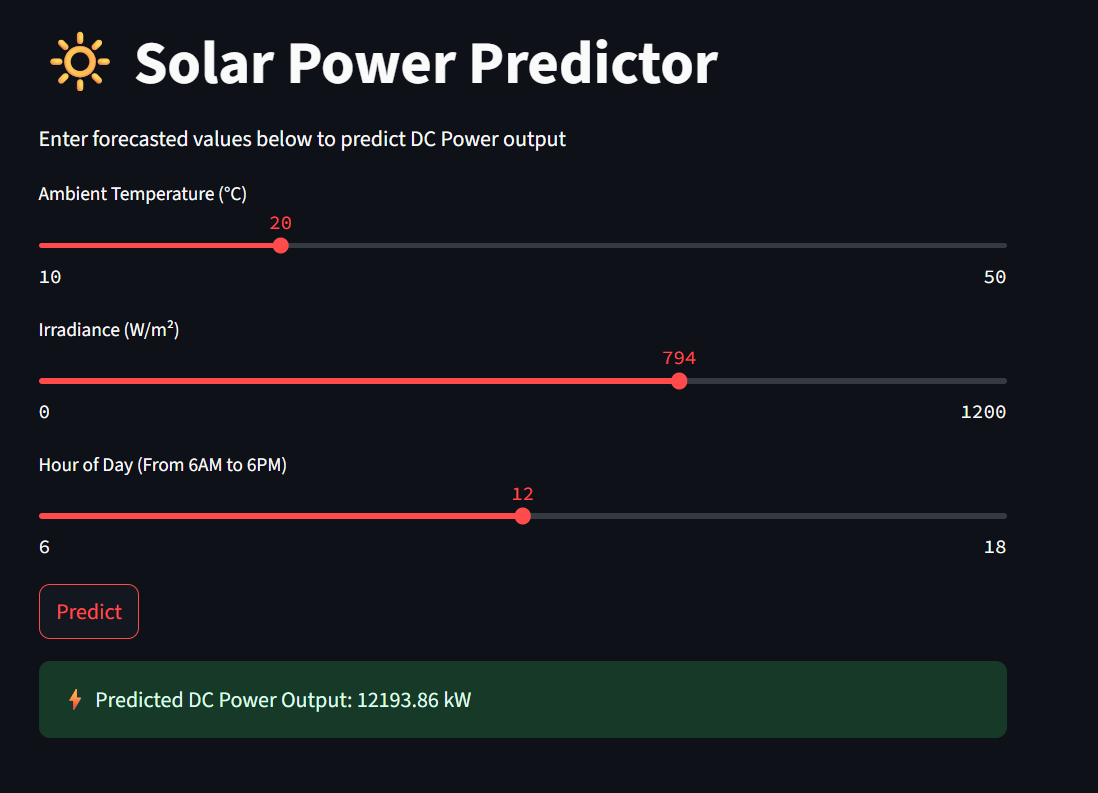 Solar Power Predictor
Enter forecasted values below to predict DC Power output
Ambient Temperature (°C)
20
10 50
Irradiance (W/m²)
794
0 1200
Hour of Day (From 6AM to 6PM)
12
6 18
Predict
Predicted DC Power Output: 12193.86 kW